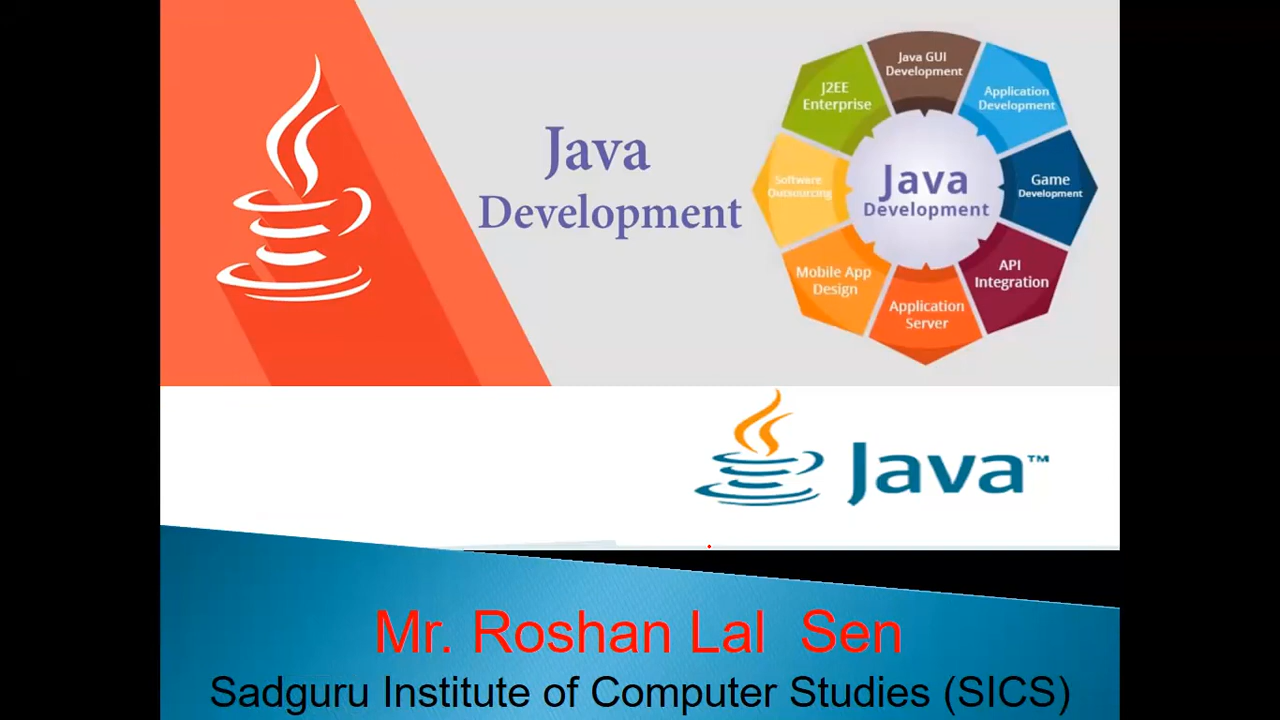 Java
Development
Java GUI
Development
Application
Development
Game
Development
API
Integration
Application
Server
Mobile App
Design
Software
Outsourcing
J2EE
Enterprise
Java
Development
Java™
Mr. Roshan Lal Sen
Sadguru Institute of Computer Studies (SICS)